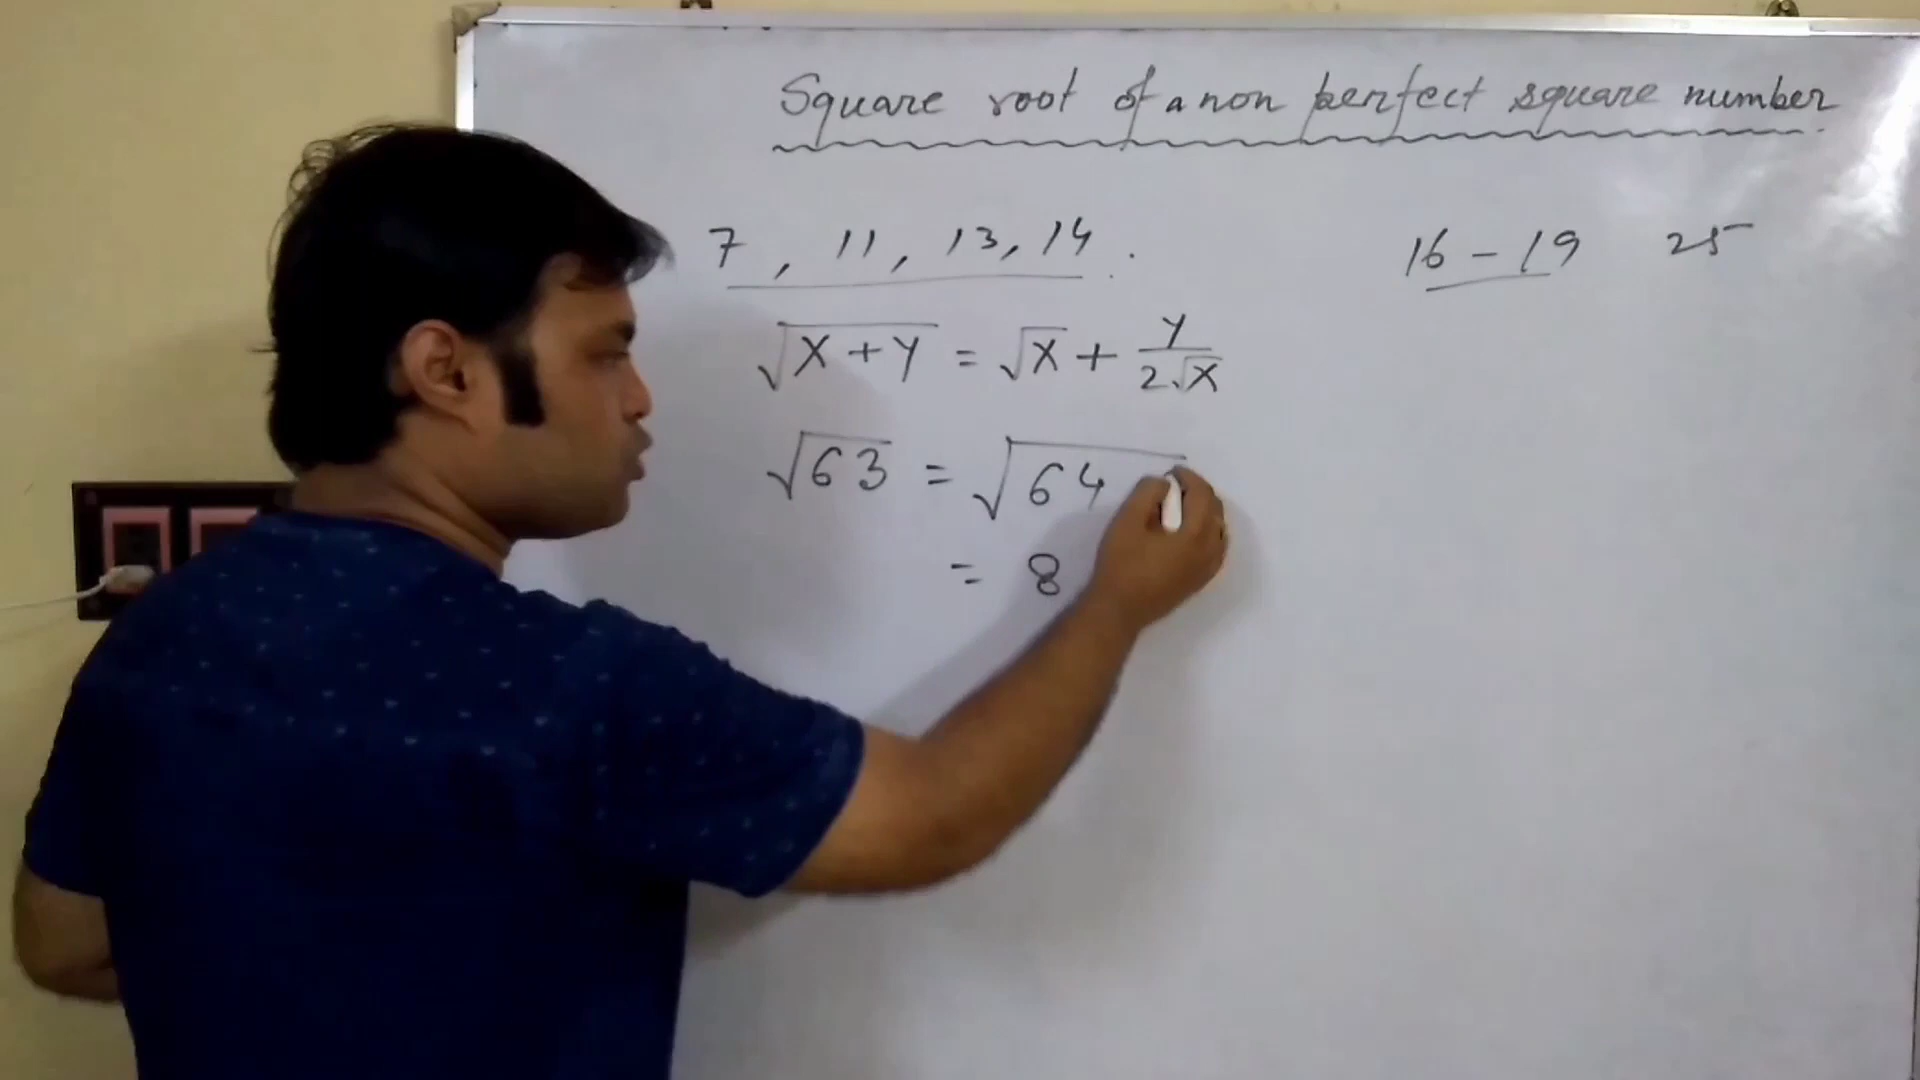 Square root of a non perfect square number
7, 11, 13, 14.
16 - 19 25
√(X + Y) = √X + Y/(2√X)
√63 = √64
= 8